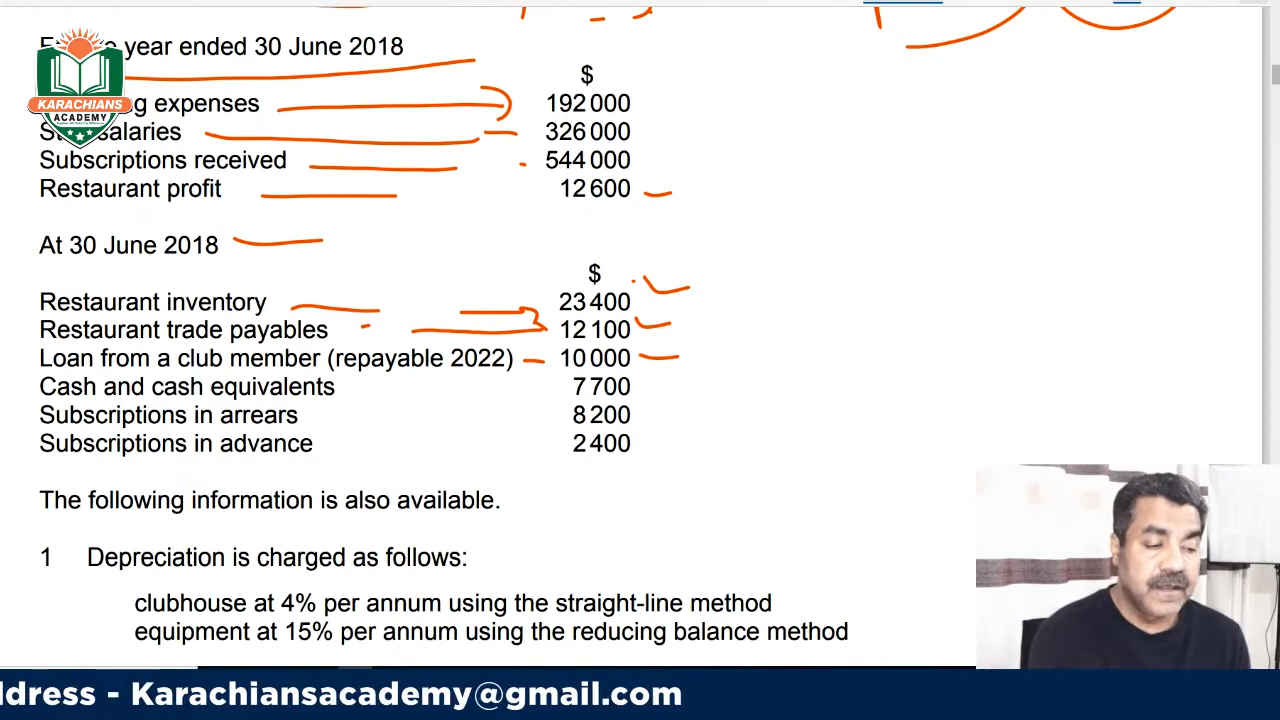 year ended 30 June 2018
$
expenses 192 000
salaries 326 000
Subscriptions received 544 000
Restaurant profit 12 600
At 30 June 2018
$
Restaurant inventory 23 400
Restaurant trade payables 12 100
Loan from a club member (repayable 2022) 10 000
Cash and cash equivalents 7 700
Subscriptions in arrears 8 200
Subscriptions in advance 2 400
The following information is also available.
1 Depreciation is charged as follows:
clubhouse at 4% per annum using the straight-line method
equipment at 15% per annum using the reducing balance method
KARACHIANS
ACADEMY
ddress - Karachiansacademy@gmail.com